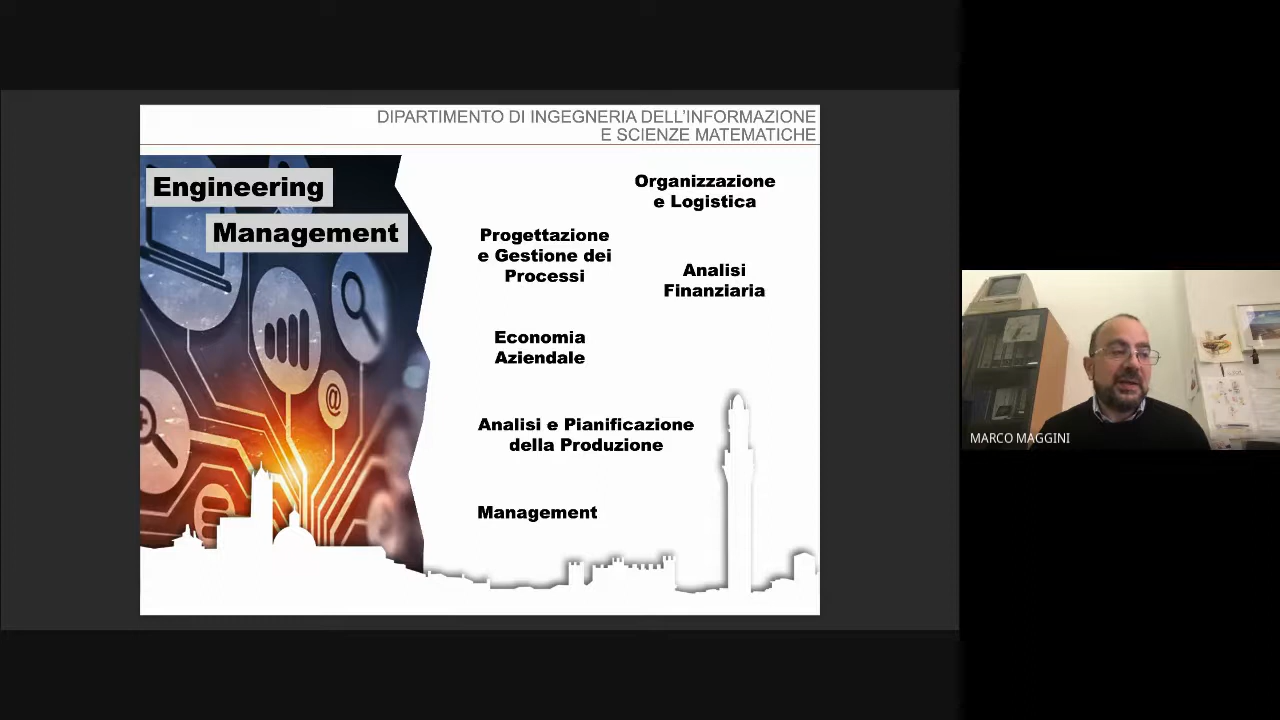 DIPARTIMENTO DI INGEGNERIA DELL'INFORMAZIONE
E SCIENZE MATEMATICHE
Engineering
Management
Organizzazione
e Logistica
Progettazione
e Gestione dei
Processi
Analisi
Finanziaria
Economia
Aziendale
Analisi e Pianificazione
della Produzione
Management
@
MARCO MAGGINI